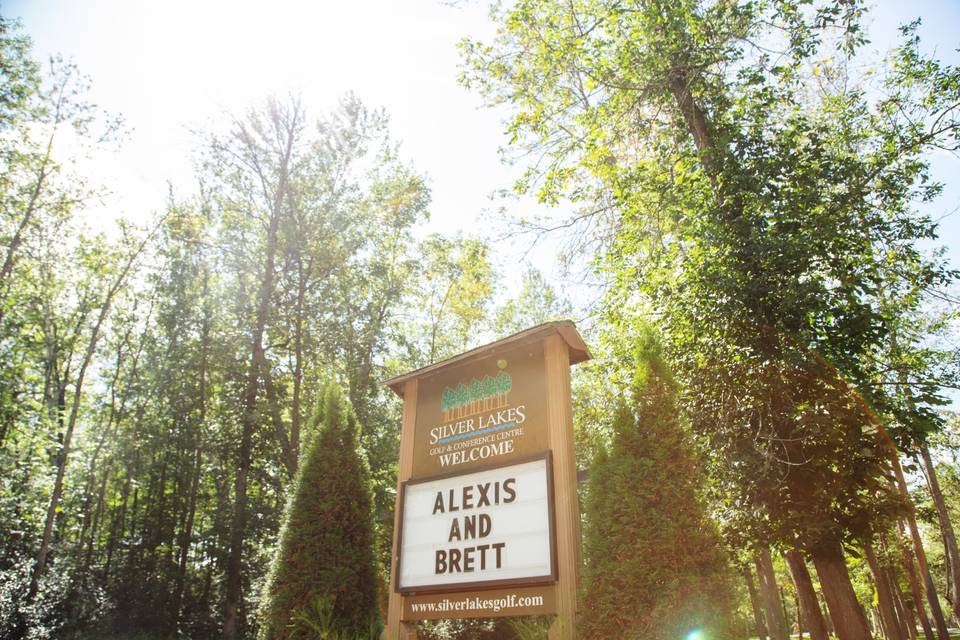 SILVER LAKES
GOLF & CONFERENCE CENTRE
WELCOME
ALEXIS
AND
BRETT
www.silverlakesgolf.com